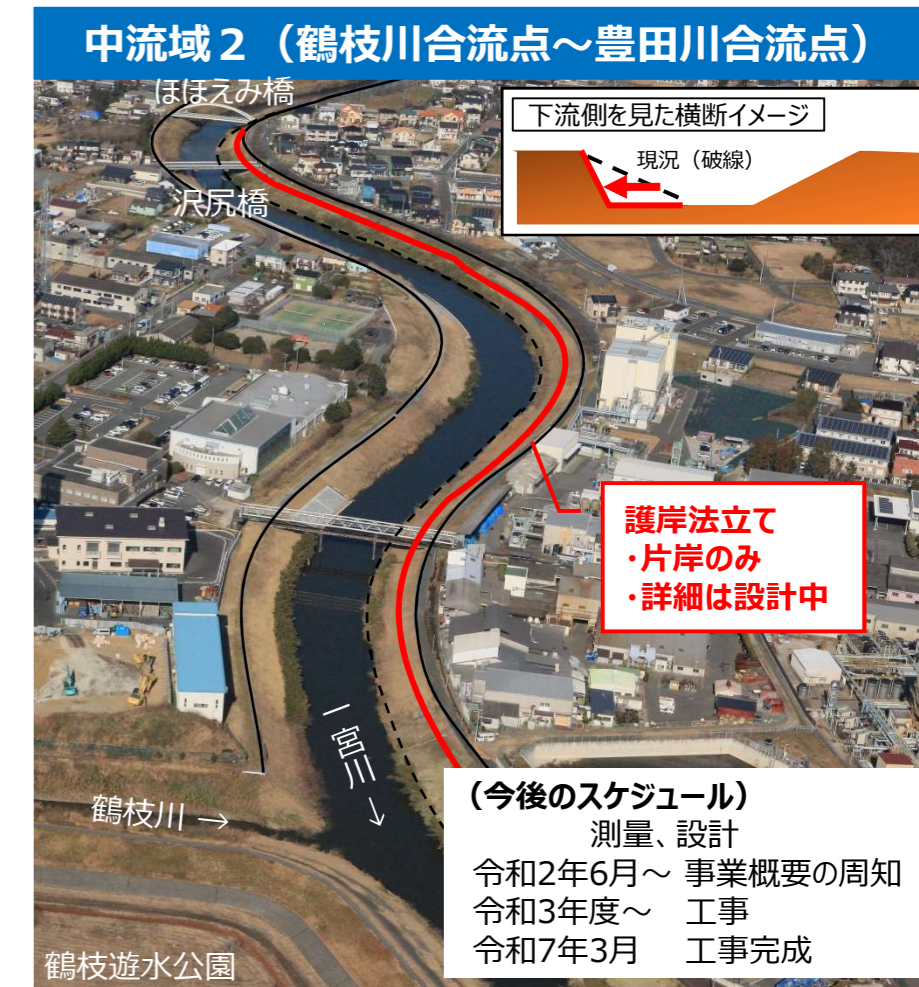 中流域２（鶴枝川合流点～豊田川合流点）
ほほえみ橋
下流側を見た横断イメージ
現況（破線）
沢尻橋
護岸法立て
・片岸のみ
・詳細は設計中
一宮川 →
鶴枝川 →
（今後のスケジュール）
測量、設計
令和2年6月～ 事業概要の周知
令和3年度～ 工事
令和7年3月 工事完成
鶴枝遊水公園